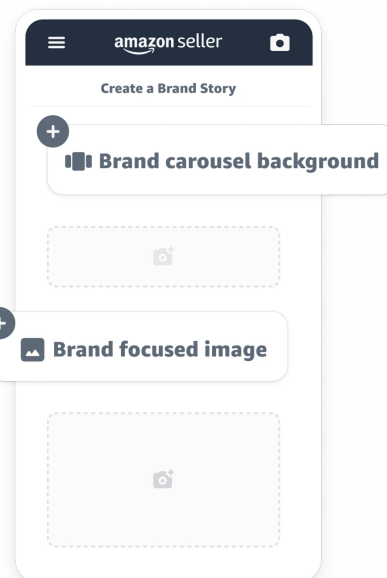 amazon seller
Create a Brand Story
Brand carousel background
Brand focused image